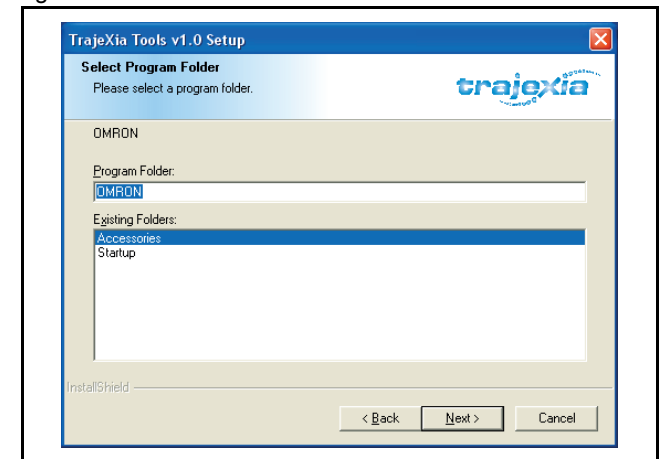 TrajeXia Tools v1.0 Setup
Select Program Folder
Please select a program folder.
trajexia
OMRON
Program Folder:
OMRON
Existing Folders:
Accessories
Startup
InstallShield
< Back
Next >
Cancel